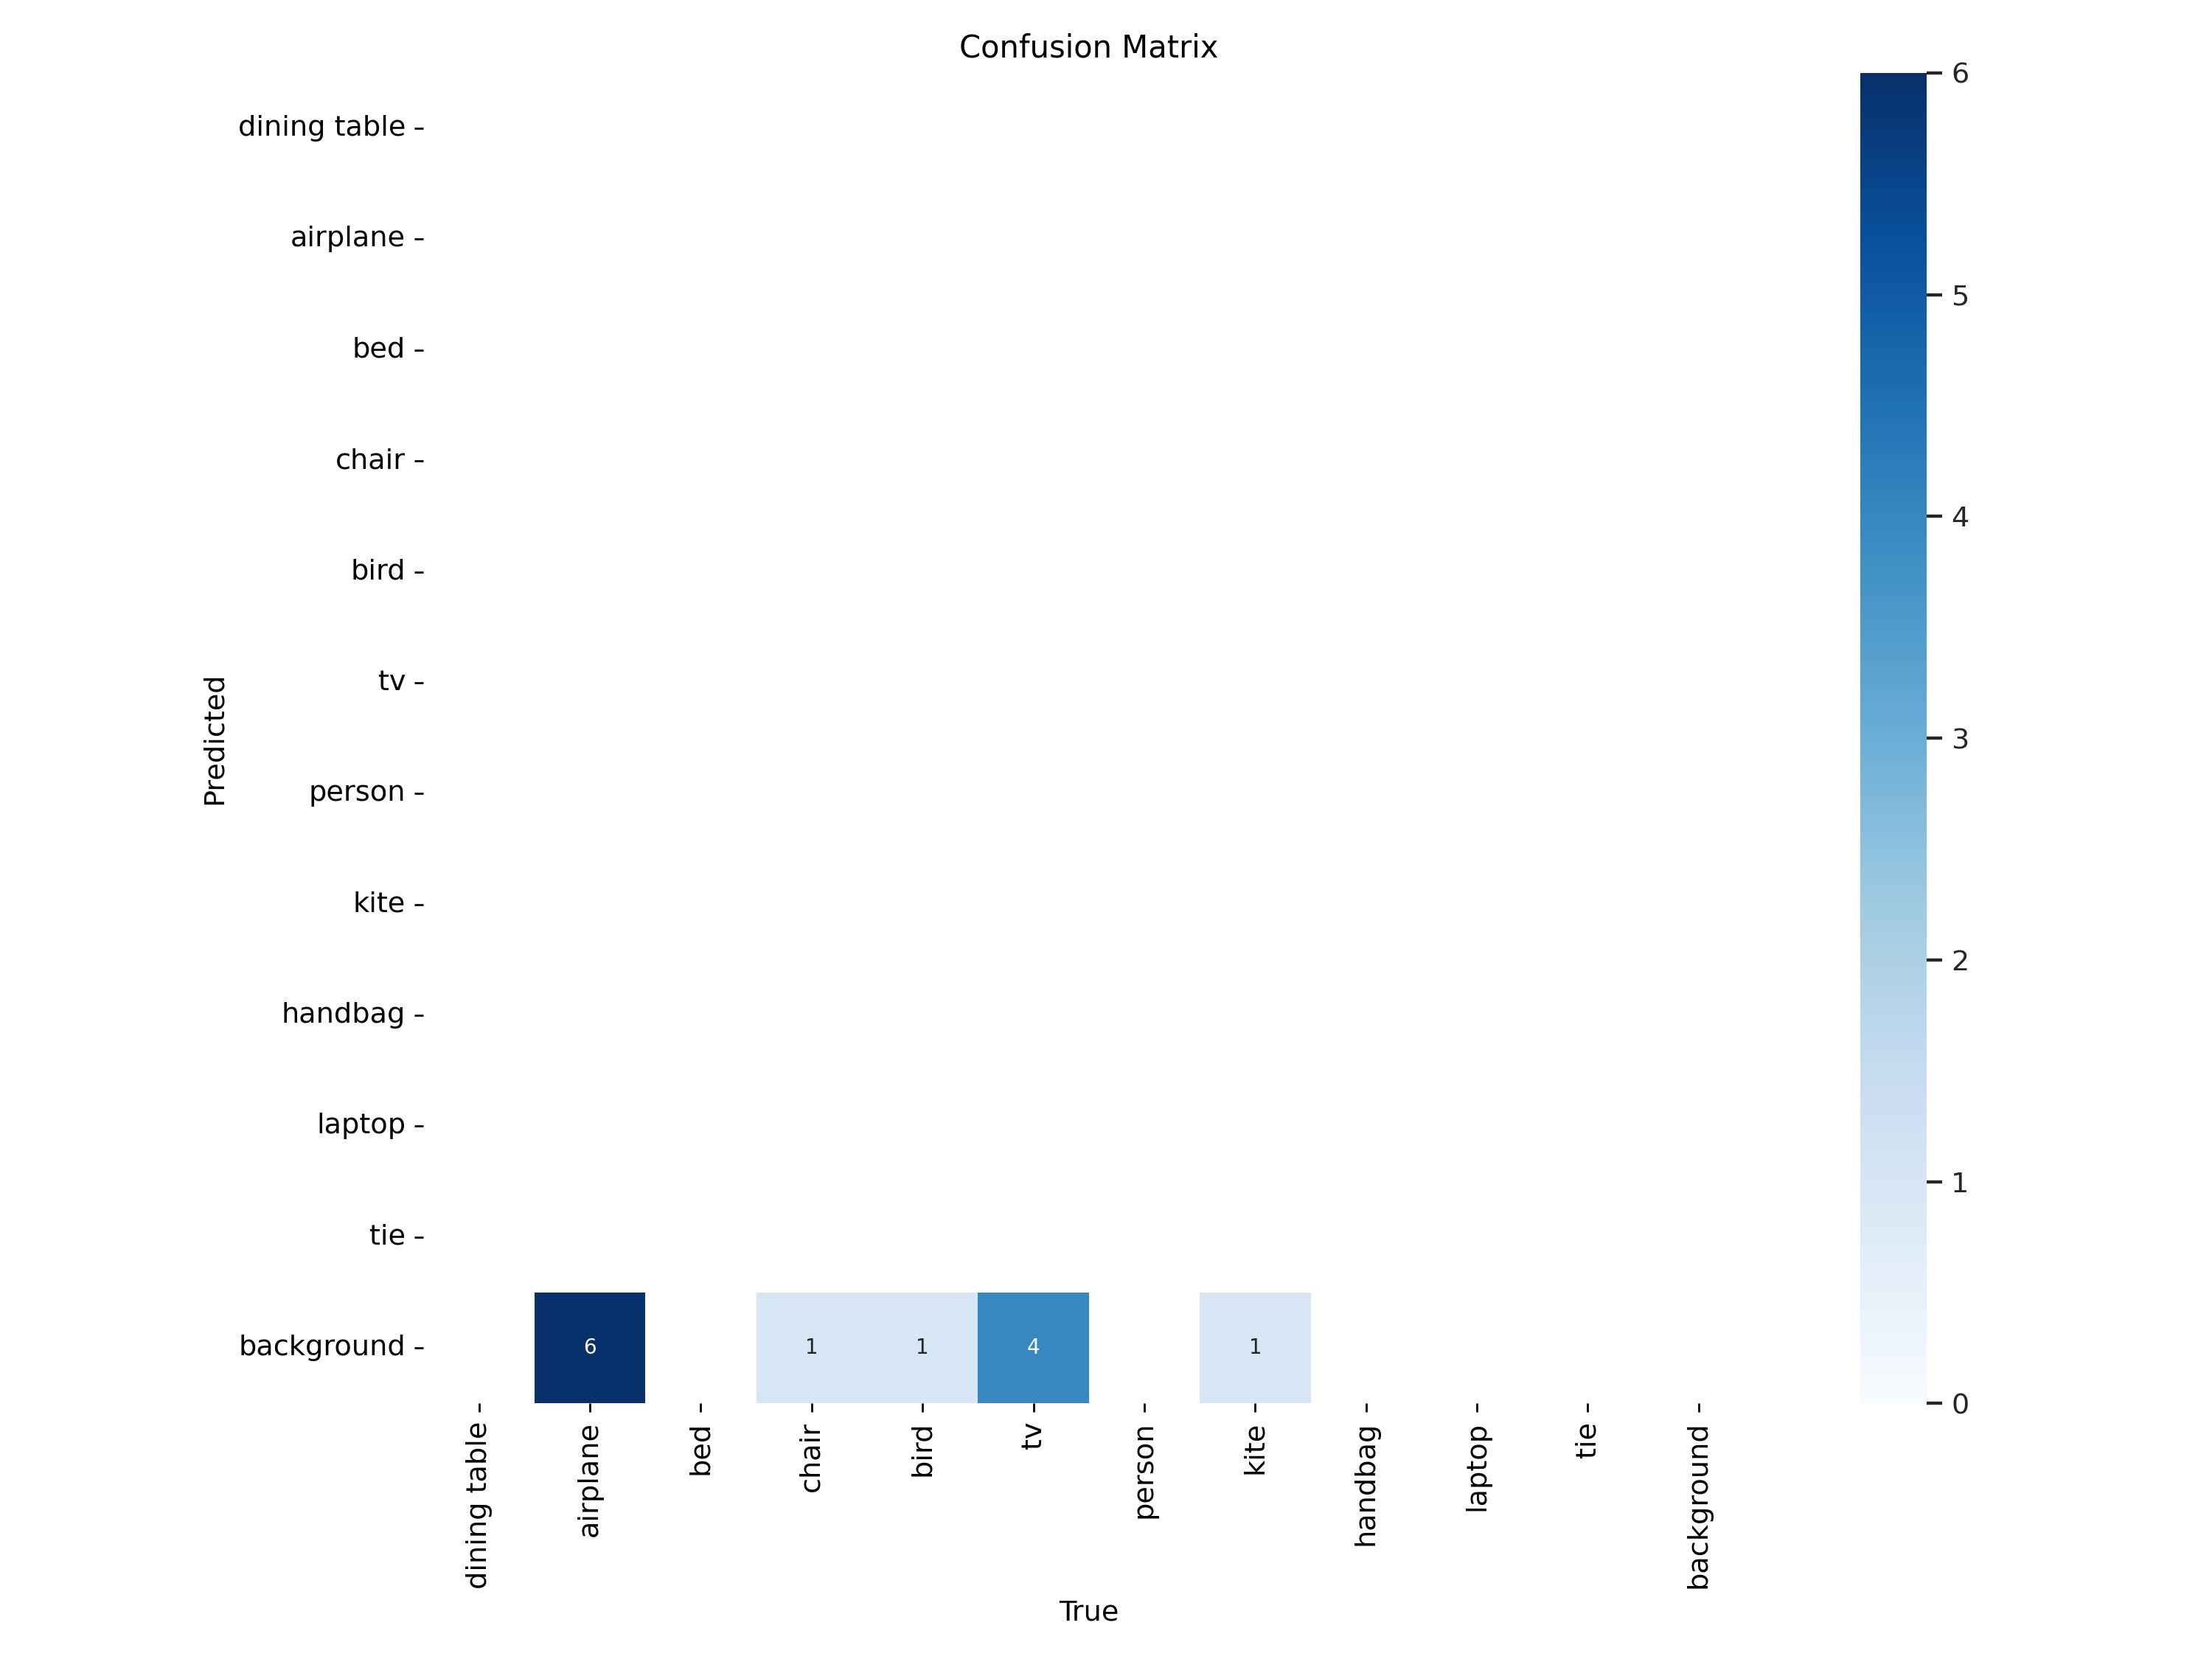 Confusion Matrix
dining table
airplane
bed
chair
bird
tv
person
kite
handbag
laptop
tie
background
Predicted
6 1 1 4 1
dining table airplane bed chair bird tv person kite handbag laptop tie background
True
6
5
4
3
2
1
0